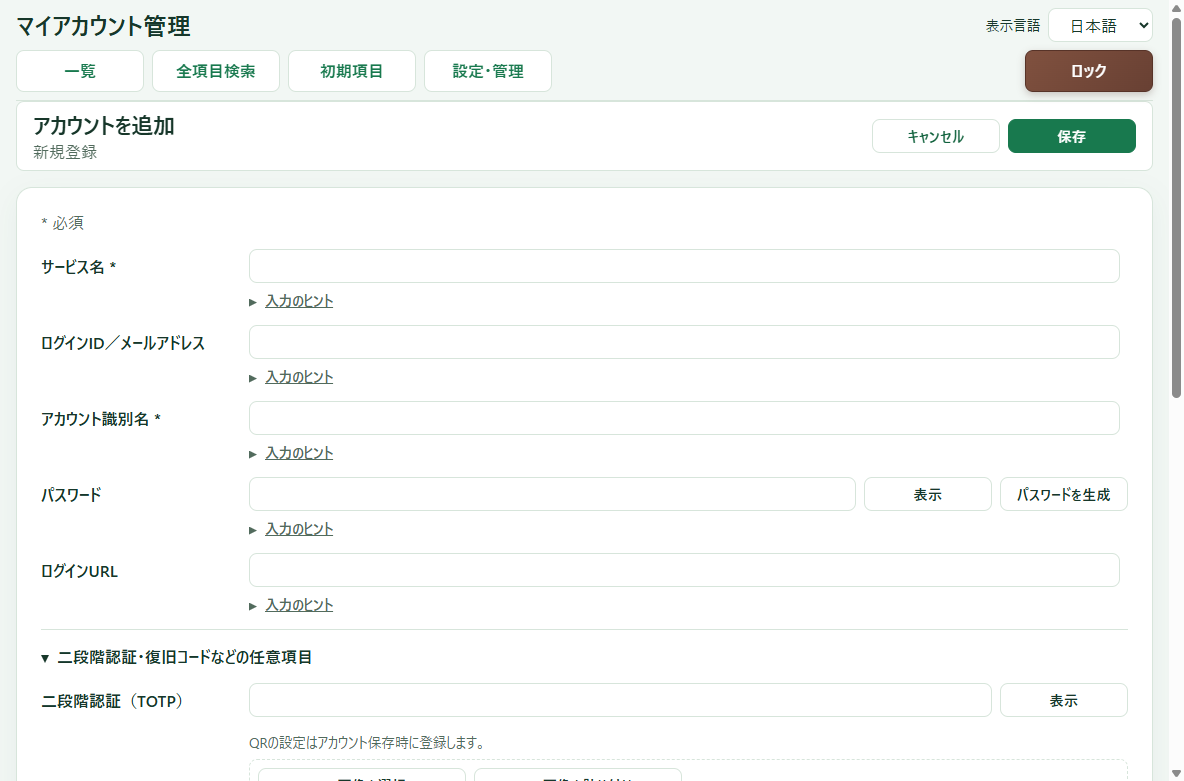 マイアカウント管理
表示言語 日本語
一覧 全項目検索 初期項目 設定・管理 ロック
アカウントを追加
新規登録
キャンセル 保存
* 必須
サービス名 *
入力のヒント
ログインID／メールアドレス
入力のヒント
アカウント識別名 *
入力のヒント
パスワード 表示 パスワードを生成
入力のヒント
ログインURL
入力のヒント
二段階認証・復旧コードなどの任意項目
二段階認証（TOTP） 表示
QRの設定はアカウント保存時に登録します。